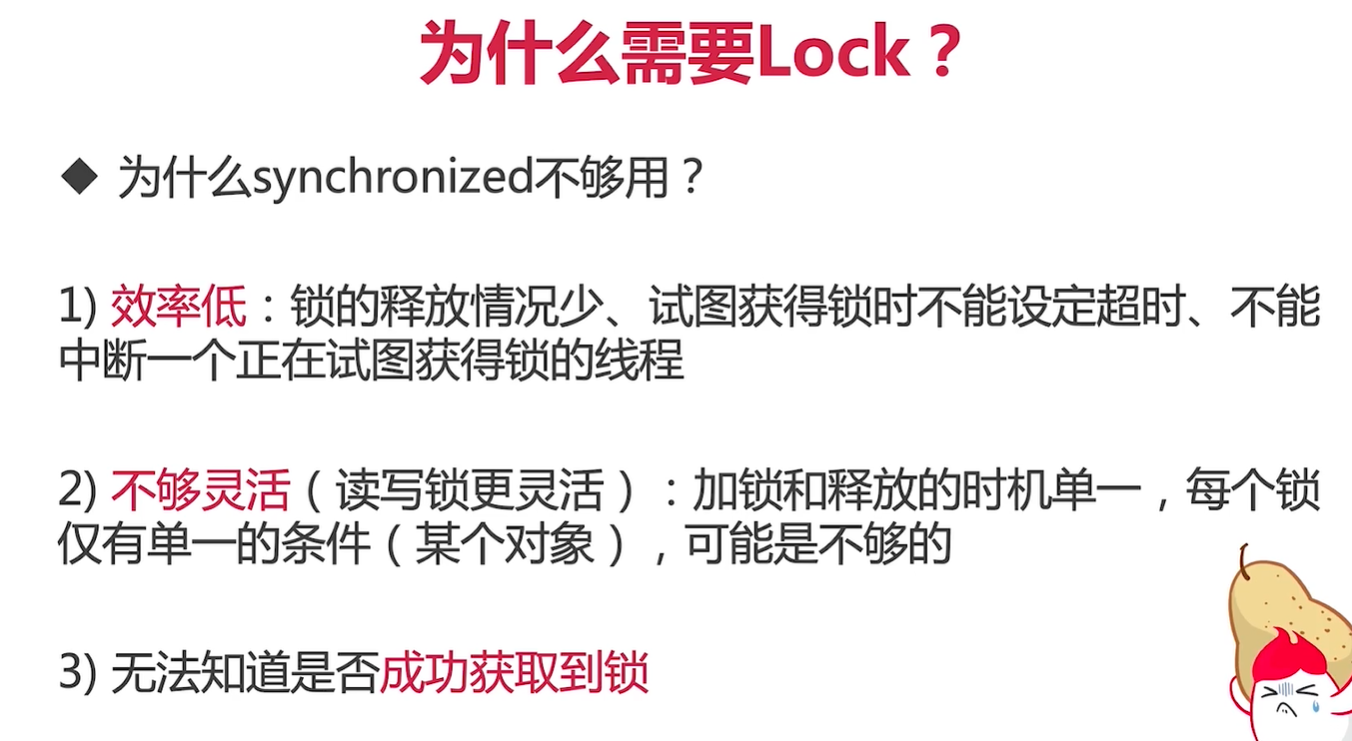 为什么需要Lock？
◆ 为什么synchronized不够用？
1) 效率低：锁的释放情况少、试图获得锁时不能设定超时、不能
中断一个正在试图获得锁的线程
2) 不够灵活（读写锁更灵活）：加锁和释放的时机单一，每个锁
仅有单一的条件（某个对象），可能是不够的
3) 无法知道是否成功获取到锁